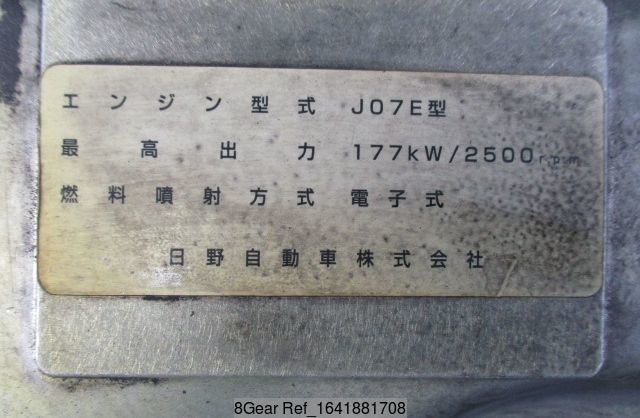 エンジン型式 J07E型
最高出力 177kW/2500r.p.m
燃料噴射方式 電子式
日野自動車株式会社
8Gear Ref_1641881708